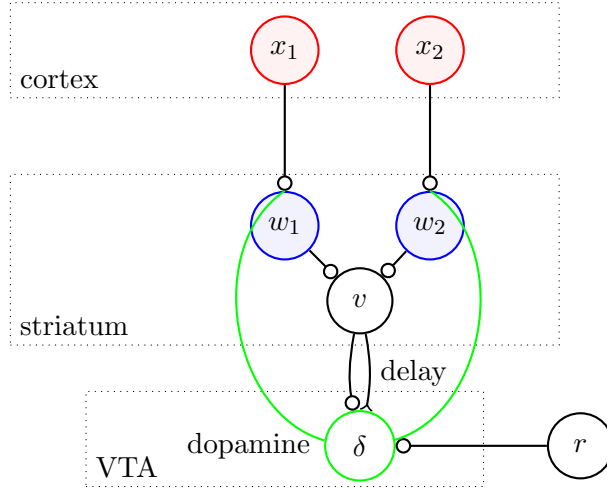 x₁ x₂
cortex
w₁ w₂
v
striatum
delay
dopamine δ r
VTA